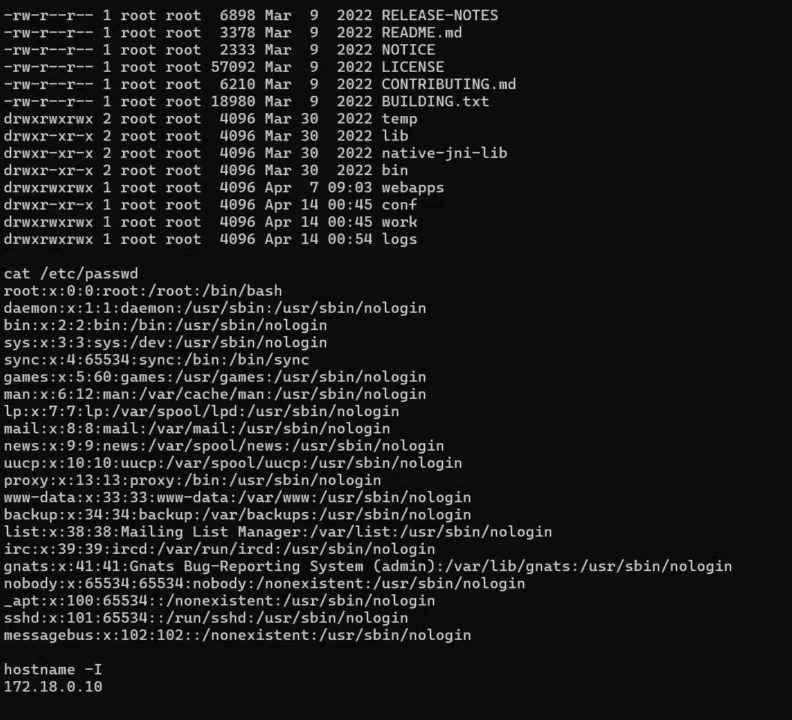 -rw-r--r-- 1 root root  6898 Mar  9  2022 RELEASE-NOTES
-rw-r--r-- 1 root root  3378 Mar  9  2022 README.md
-rw-r--r-- 1 root root  2333 Mar  9  2022 NOTICE
-rw-r--r-- 1 root root 57092 Mar  9  2022 LICENSE
-rw-r--r-- 1 root root  6210 Mar  9  2022 CONTRIBUTING.md
-rw-r--r-- 1 root root 18980 Mar  9  2022 BUILDING.txt
drwxrwxrwx 2 root root  4096 Mar 30  2022 temp
drwxr-xr-x 2 root root  4096 Mar 30  2022 lib
drwxr-xr-x 2 root root  4096 Mar 30  2022 native-jni-lib
drwxr-xr-x 2 root root  4096 Mar 30  2022 bin
drwxrwxrwx 1 root root  4096 Apr  7 09:03 webapps
drwxr-xr-x 1 root root  4096 Apr 14 00:45 conf
drwxrwxrwx 1 root root  4096 Apr 14 00:45 work
drwxrwxrwx 1 root root  4096 Apr 14 00:54 logs
cat /etc/passwd
root:x:0:0:root:/root:/bin/bash
daemon:x:1:1:daemon:/usr/sbin:/usr/sbin/nologin
bin:x:2:2:bin:/bin:/usr/sbin/nologin
sys:x:3:3:sys:/dev:/usr/sbin/nologin
sync:x:4:65534:sync:/bin:/bin/sync
games:x:5:60:games:/usr/games:/usr/sbin/nologin
man:x:6:12:man:/var/cache/man:/usr/sbin/nologin
lp:x:7:7:lp:/var/spool/lpd:/usr/sbin/nologin
mail:x:8:8:mail:/var/mail:/usr/sbin/nologin
news:x:9:9:news:/var/spool/news:/usr/sbin/nologin
uucp:x:10:10:uucp:/var/spool/uucp:/usr/sbin/nologin
proxy:x:13:13:proxy:/bin:/usr/sbin/nologin
www-data:x:33:33:www-data:/var/www:/usr/sbin/nologin
backup:x:34:34:backup:/var/backups:/usr/sbin/nologin
list:x:38:38:Mailing List Manager:/var/list:/usr/sbin/nologin
irc:x:39:39:ircd:/var/run/ircd:/usr/sbin/nologin
gnats:x:41:41:Gnats Bug-Reporting System (admin):/var/lib/gnats:/usr/sbin/nologin
nobody:x:65534:65534:nobody:/nonexistent:/usr/sbin/nologin
_apt:x:100:65534::/nonexistent:/usr/sbin/nologin
sshd:x:101:65534::/run/sshd:/usr/sbin/nologin
messagebus:x:102:102::/nonexistent:/usr/sbin/nologin
hostname -I
172.18.0.10